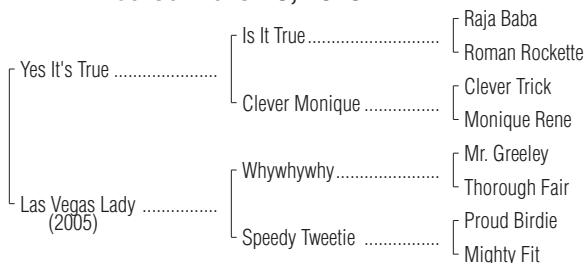 Raja Baba
Is It True
Roman Rockette
Yes It's True
Clever Trick
Clever Monique
Monique Rene
Mr. Greeley
Whywhywhy
Thorough Fair
Las Vegas Lady
(2005)
Proud Birdie
Speedy Tweetie
Mighty Fit